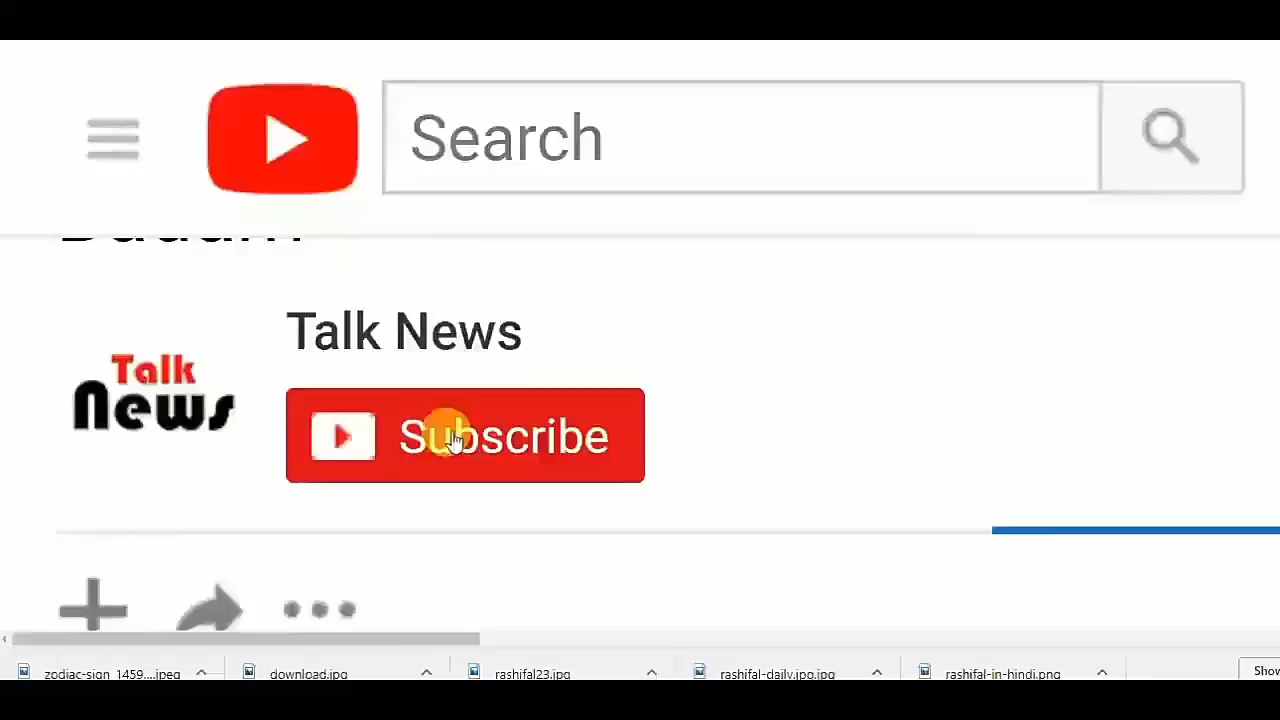 Search
Talk News
Talk
News
Subscribe
zodiac-sign_1459....jpeg
download.jpg
rashifal23.jpg
rashifal-daily.jpg.jpg
rashifal-in-hindi.png
Show